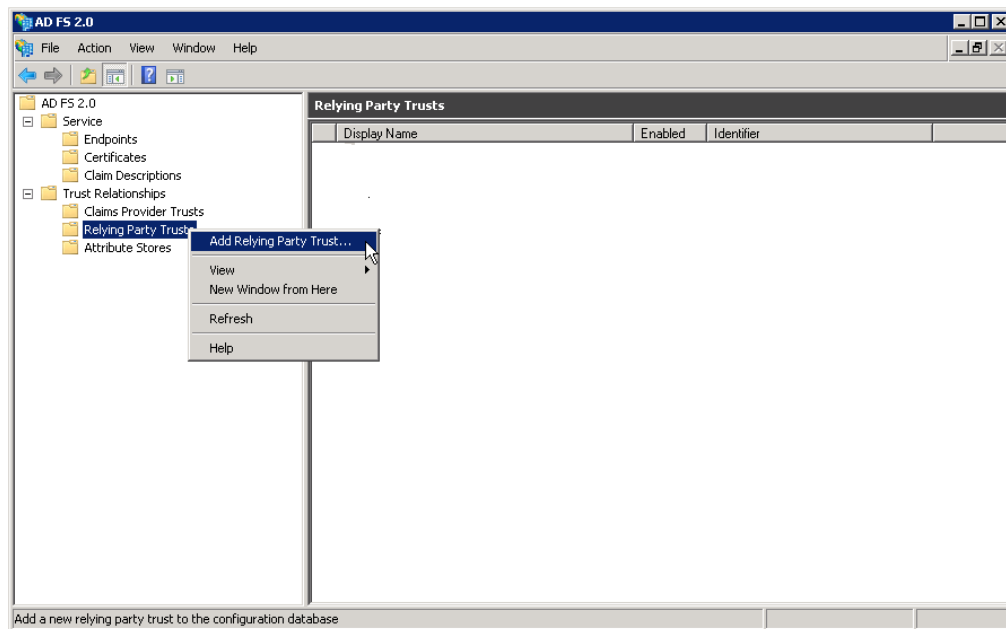 AD FS 2.0
File Action View Window Help
AD FS 2.0
Service
Endpoints
Certificates
Claim Descriptions
Trust Relationships
Claims Provider Trusts
Relying Party Trusts
Attribute Stores
Relying Party Trusts
Display Name Enabled Identifier
Add Relying Party Trust...
View
New Window from Here
Refresh
Help
Add a new relying party trust to the configuration database